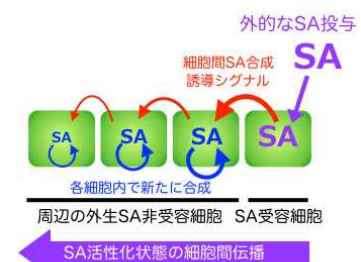 外的なSA投与
SA
細胞間SA合成
誘導シグナル
SA SA SA SA
各細胞内で新たに合成
周辺の外生SA非受容細胞 SA受容細胞
SA活性化状態の細胞間伝播